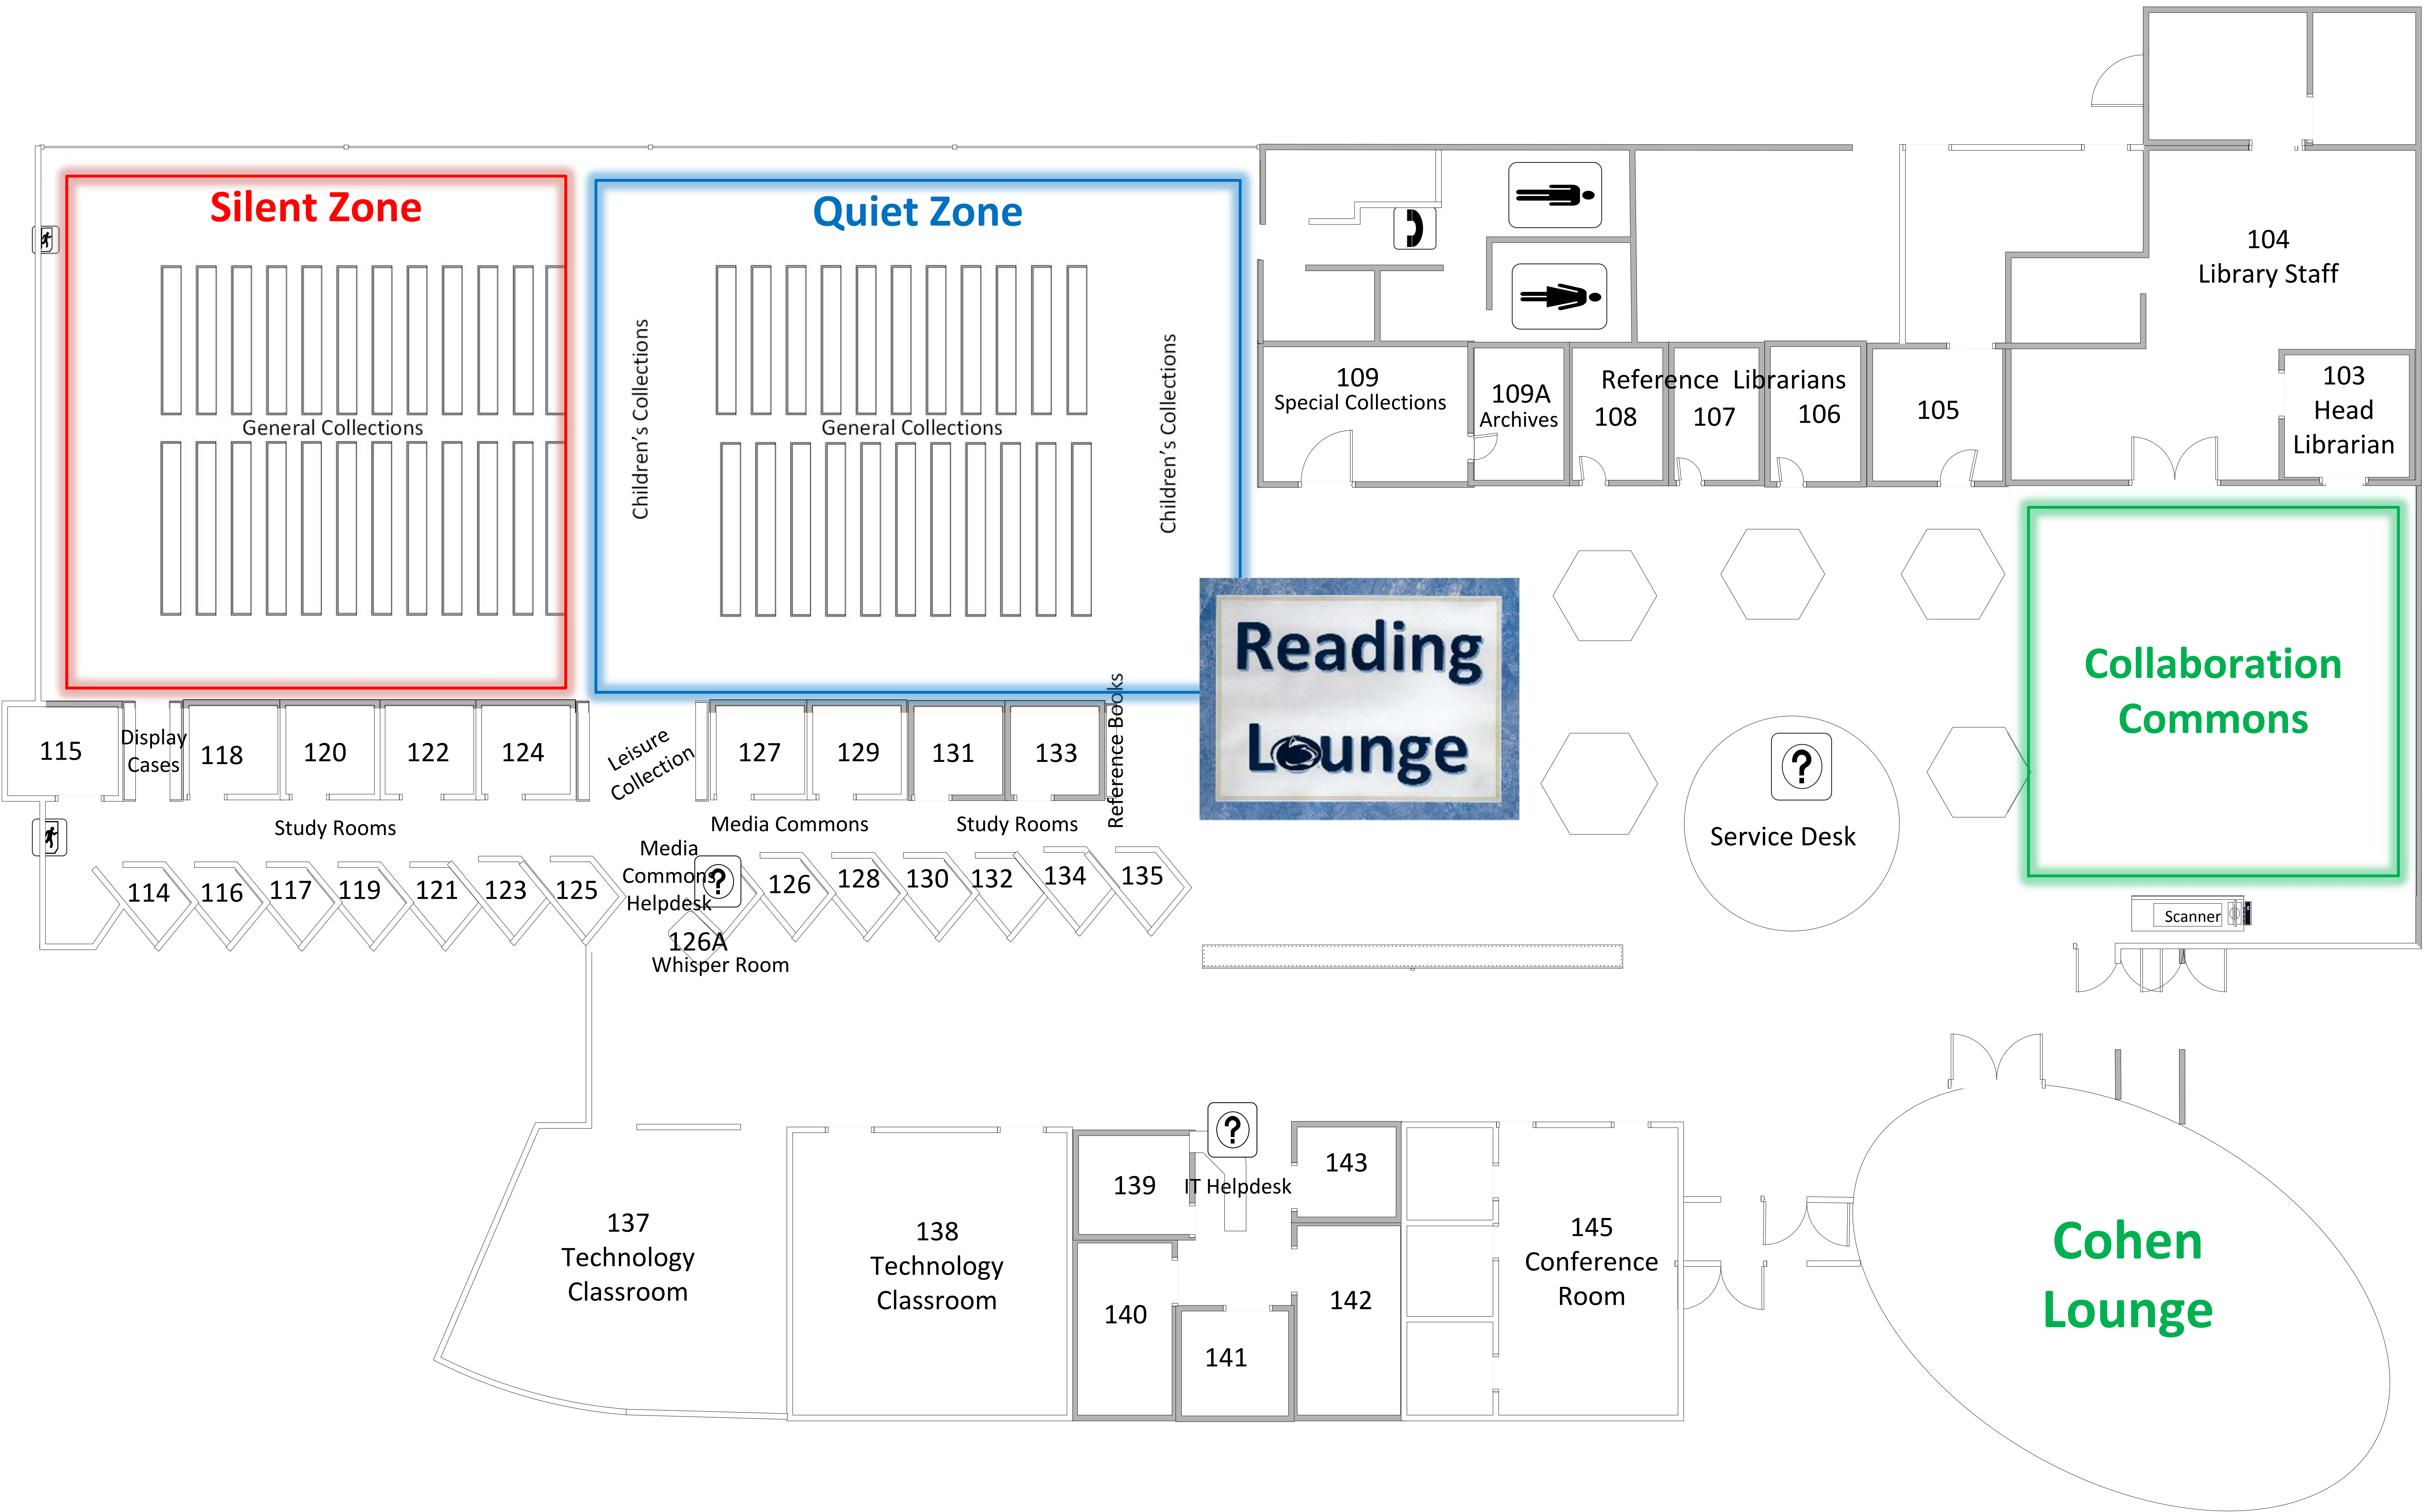 Silent Zone
Quiet Zone
104
Library Staff
General Collections
Children's Collections
General Collections
Children's Collections
109
Special Collections
109A
Archives
Reference Librarians
108
107
106
105
103
Head
Librarian
Reading
Lounge
Collaboration
Commons
115
Display
Cases
118
120
122
124
Leisure
Collection
127
129
131
133
Reference Books
Study Rooms
Media Commons
Study Rooms
?
Service Desk
114
116
117
119
121
123
125
Media
Commons
Helpdesk
?
126
128
130
132
134
135
126A
Whisper Room
Scanner
137
Technology
Classroom
138
Technology
Classroom
139
?
IT Helpdesk
143
140
141
142
145
Conference
Room
Cohen
Lounge